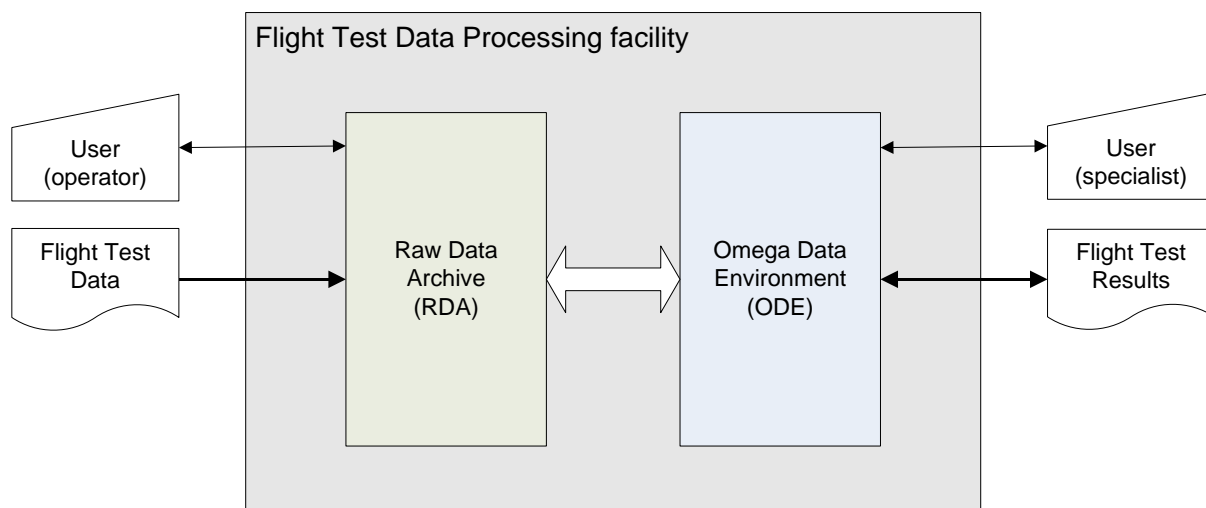 Flight Test Data Processing facility
User
(operator)
Flight Test
Data
Raw Data
Archive
(RDA)
Omega Data
Environment
(ODE)
User
(specialist)
Flight Test
Results